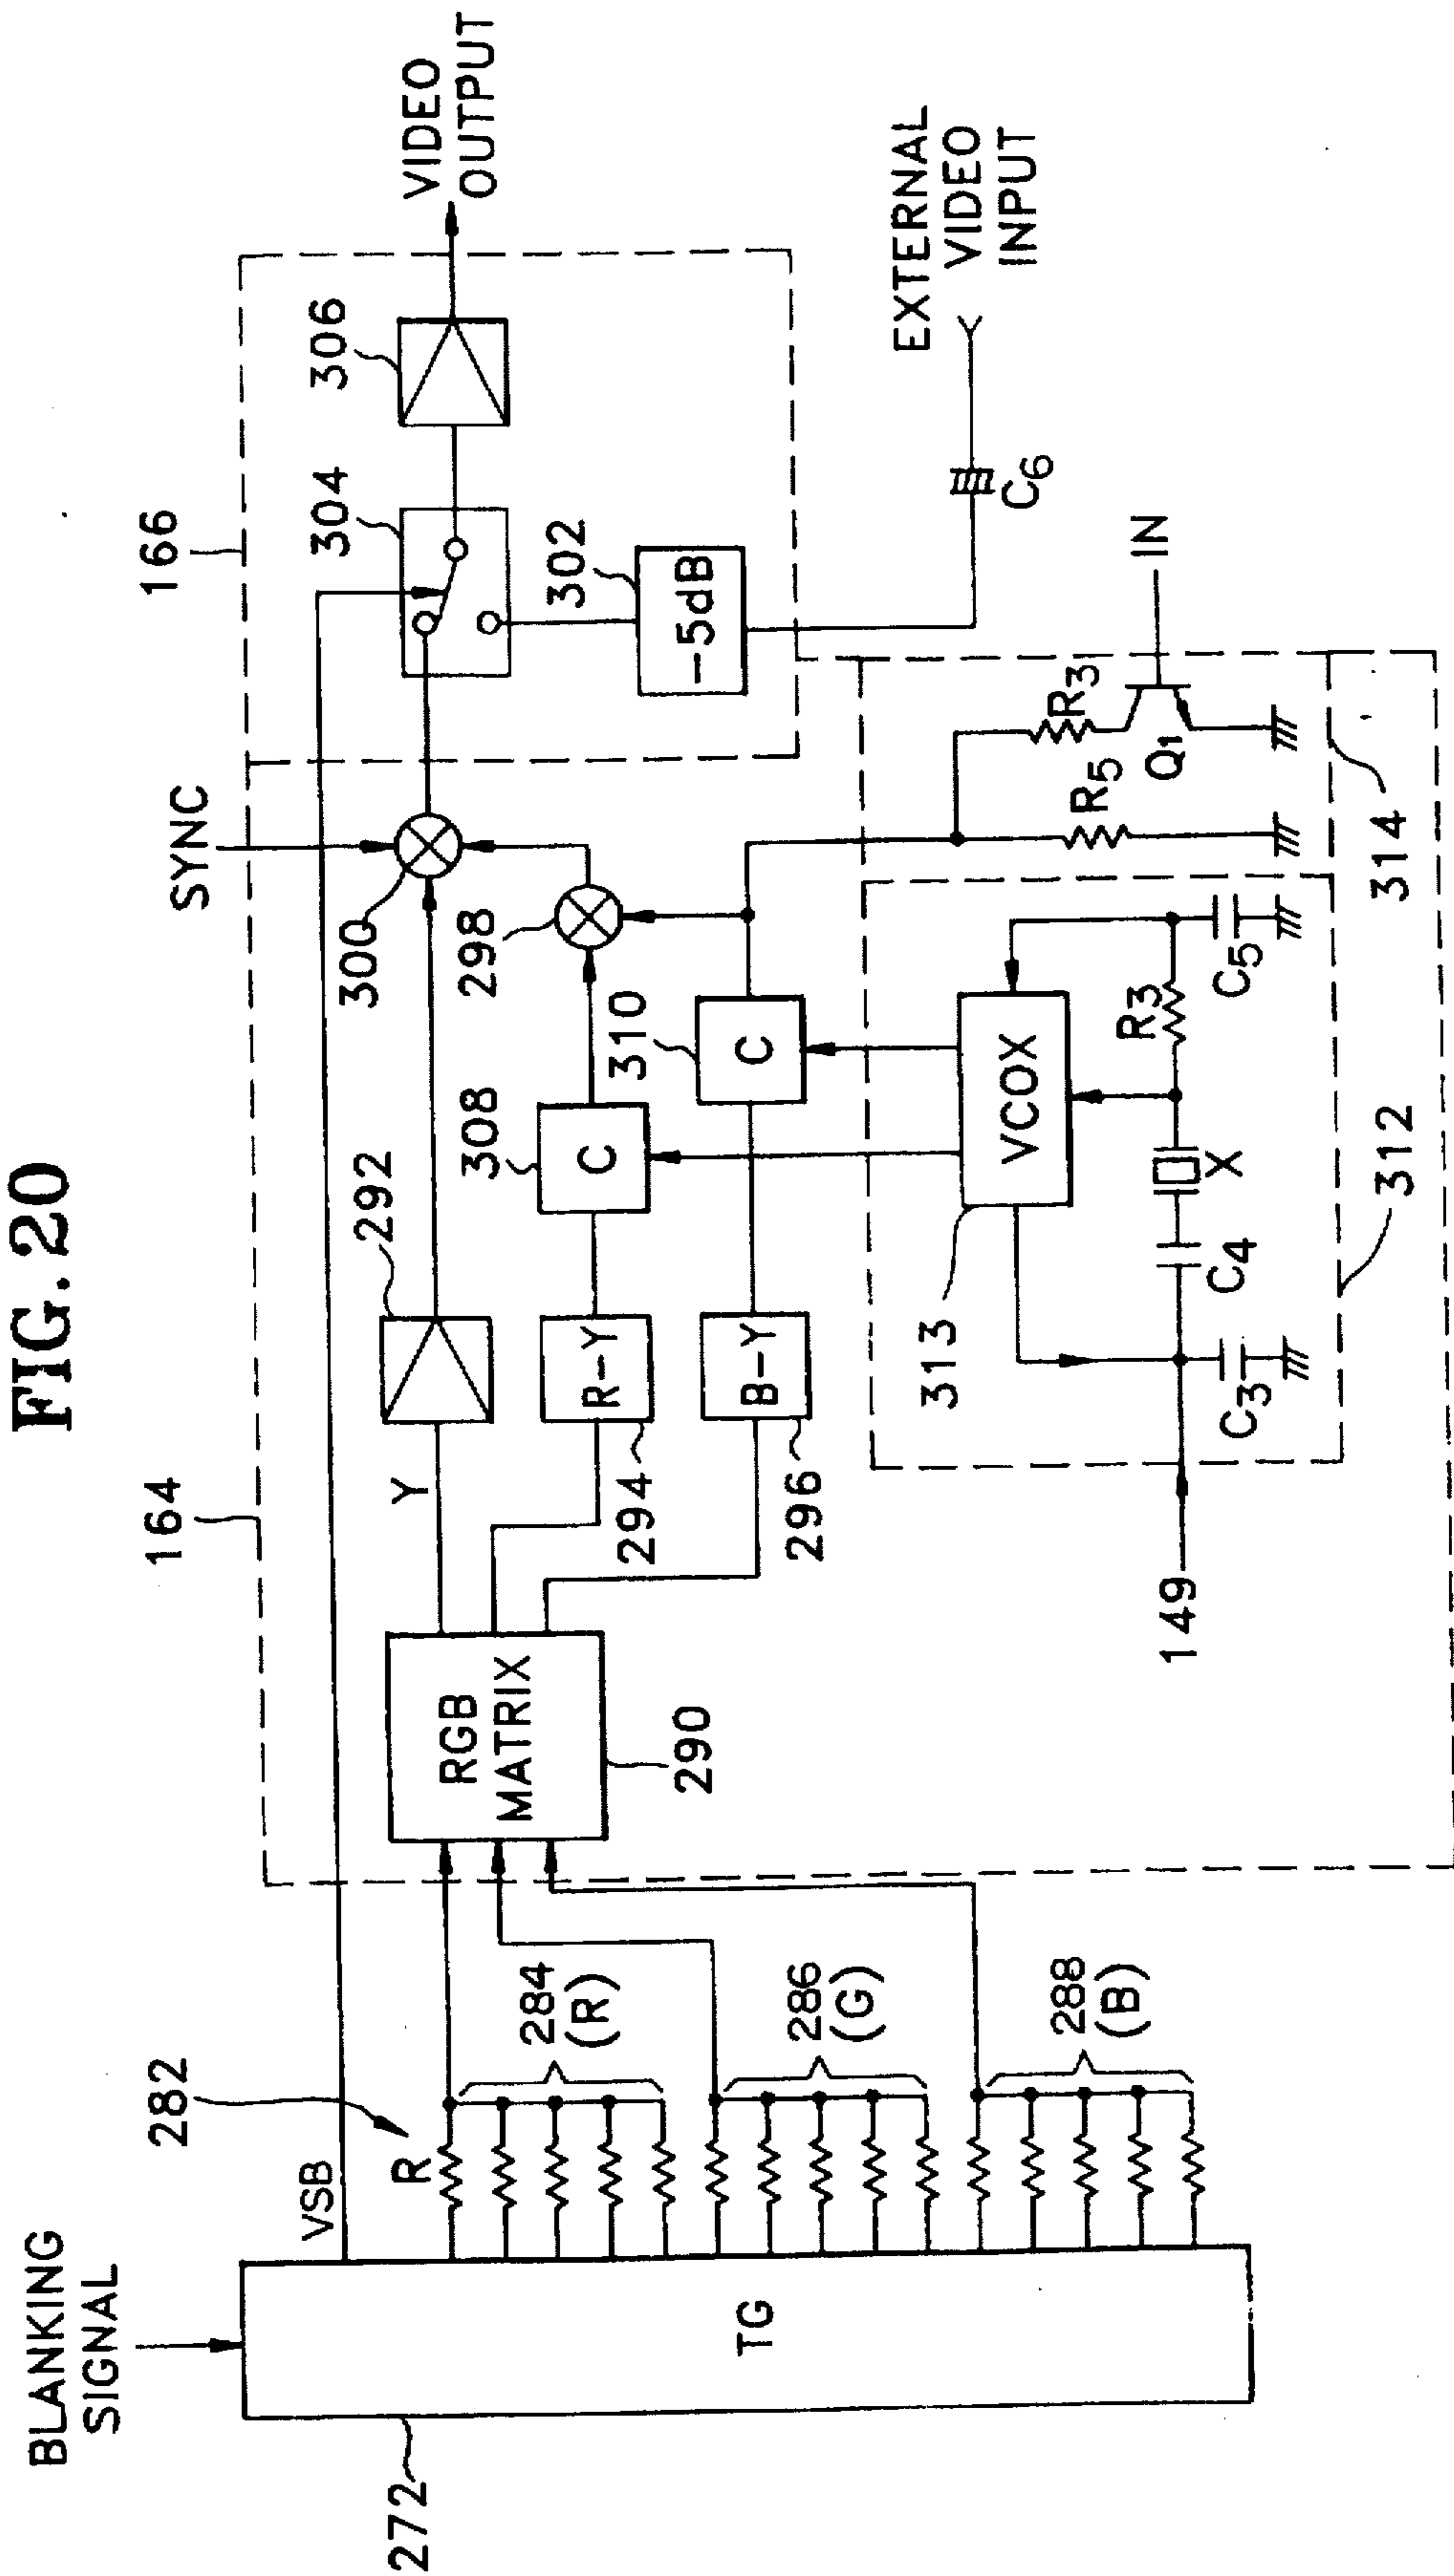 FIG. 20
BLANKING
SIGNAL
272
TG
VSB
282
R
284
(R)
286
(G)
288
(B)
164
RGB
MATRIX
290
Y
292
R-Y
294
B-Y
296
308
C
310
C
298
300
SYNC
166
304
306
VIDEO
OUTPUT
302
-5dB
EXTERNAL
VIDEO
INPUT
C6
149
313
VCOX
C3
C4
X
R3
C5
312
R5
R3
Q1
IN
314